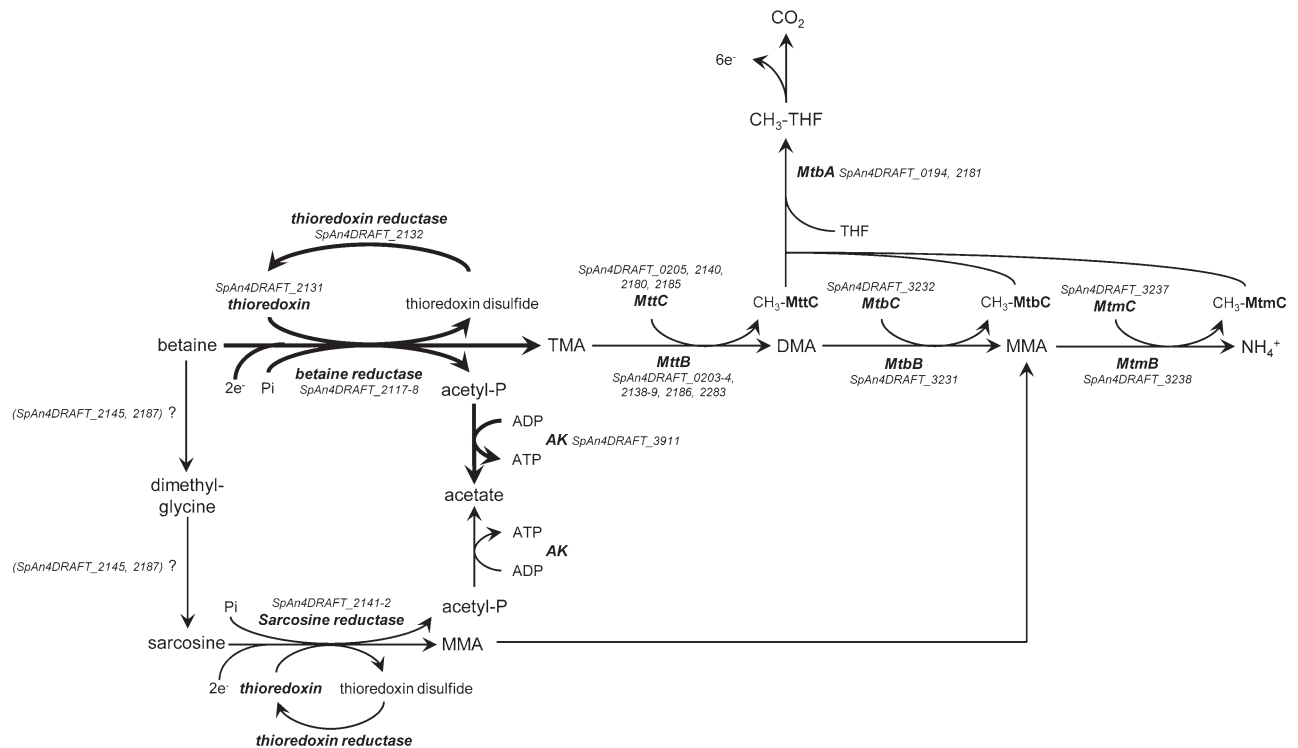 CO2
6e-
CH3-THF
MtbA SpAn4DRAFT_0194, 2181
THF
thioredoxin reductase
SpAn4DRAFT_2132
SpAn4DRAFT_2131
thioredoxin
thioredoxin disulfide
SpAn4DRAFT_0205, 2140,
2180, 2185
MttC
CH3-MttC
SpAn4DRAFT_3232
MtbC
CH3-MtbC
SpAn4DRAFT_3237
MtmC
CH3-MtmC
betaine
TMA
DMA
MMA
NH4+
2e-
Pi
betaine reductase
SpAn4DRAFT_2117-8
acetyl-P
MttB
SpAn4DRAFT_0203-4,
2138-9, 2186, 2283
MtbB
SpAn4DRAFT_3231
MtmB
SpAn4DRAFT_3238
(SpAn4DRAFT_2145, 2187) ?
ADP
AK SpAn4DRAFT_3911
ATP
dimethyl-
glycine
acetate
ATP
AK
ADP
(SpAn4DRAFT_2145, 2187) ?
Pi
SpAn4DRAFT_2141-2
Sarcosine reductase
acetyl-P
sarcosine
MMA
2e-
thioredoxin
thioredoxin disulfide
thioredoxin reductase